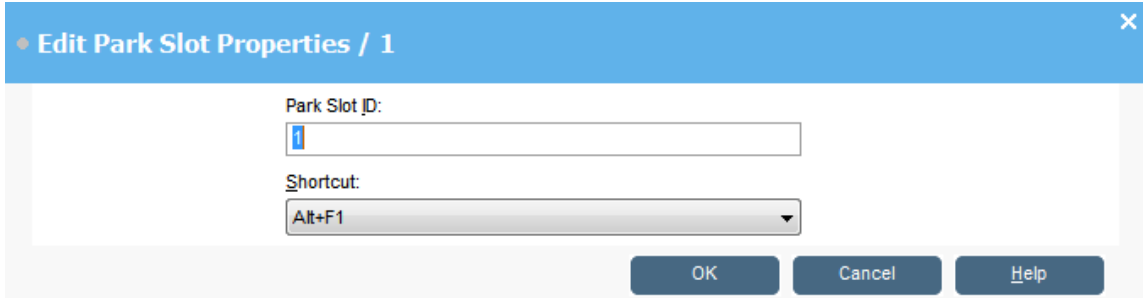 Edit Park Slot Properties / 1
Park Slot ID:
1
Shortcut:
Alt+F1
OK Cancel Help